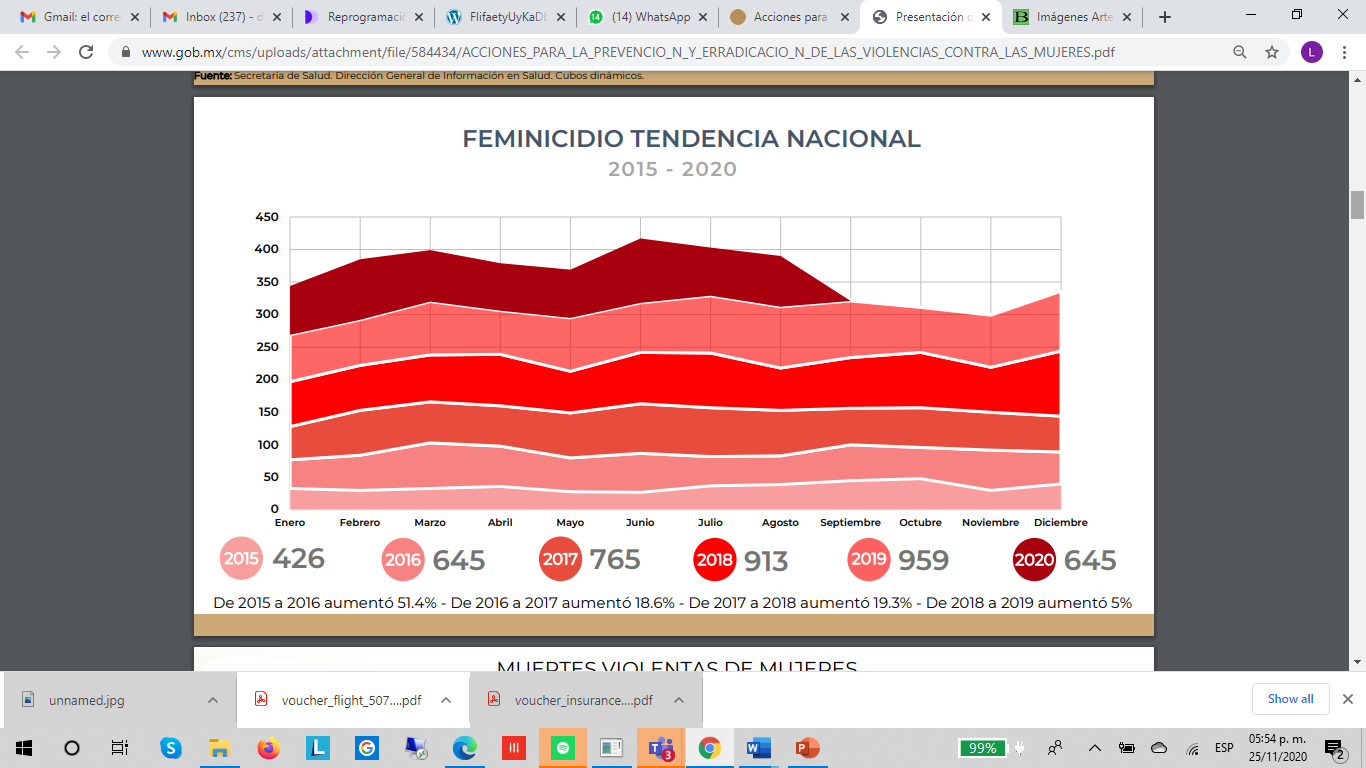 Gmail: el corre
Inbox (237) - d
Reprogramació
FlifaetyUyKaDb
(14) WhatsApp
Acciones para
Presentación d
Imágenes Arte
www.gob.mx/cms/uploads/attachment/file/584434/ACCIONES_PARA_LA_PREVENCIO_N_Y_ERRADICACIO_N_DE_LAS_VIOLENCIAS_CONTRA_LAS_MUJERES.pdf
L
Fuente: Secretaría de Salud. Dirección General de Información en Salud. Cubos dinámicos.
FEMINICIDIO TENDENCIA NACIONAL
2015 - 2020
450
400
350
300
250
200
150
100
50
0
Enero Febrero Marzo Abril Mayo Junio Julio Agosto Septiembre Octubre Noviembre Diciembre
2015 426 2016 645 2017 765 2018 913 2019 959 2020 645
De 2015 a 2016 aumentó 51.4% - De 2016 a 2017 aumentó 18.6% - De 2017 a 2018 aumentó 19.3% - De 2018 a 2019 aumentó 5%
MUERTES VIOLENTAS DE MUJERES
unnamed.jpg
voucher_flight_507....pdf
voucher_insurance....pdf
Show all
99%
ESP
05:54 p. m.
25/11/2020
2
3